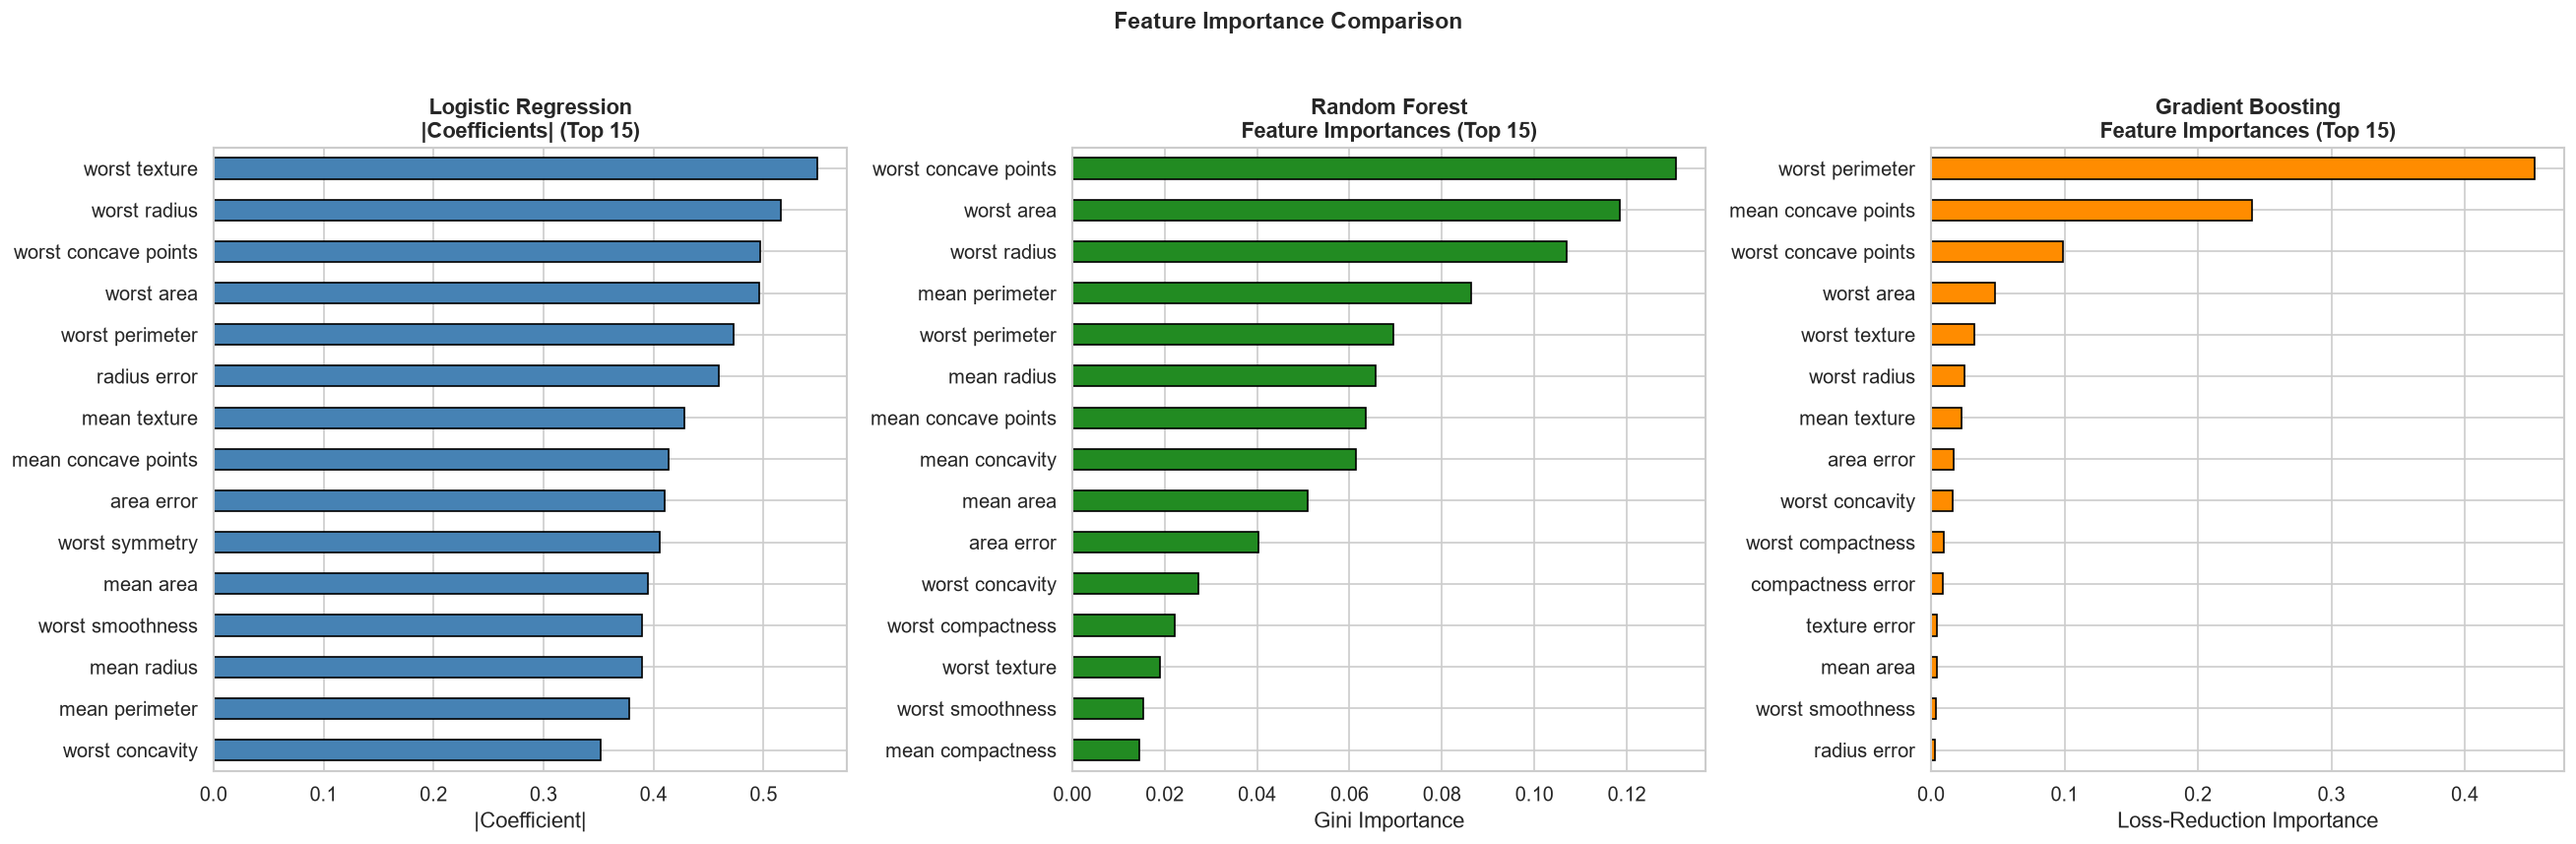 Feature Importance Comparison
Logistic Regression
|Coefficients| (Top 15)
worst texture
worst radius
worst concave points
worst area
worst perimeter
radius error
mean texture
mean concave points
area error
worst symmetry
mean area
worst smoothness
mean radius
mean perimeter
worst concavity
0.0 0.1 0.2 0.3 0.4 0.5
|Coefficient|
Random Forest
Feature Importances (Top 15)
worst concave points
worst area
worst radius
mean perimeter
worst perimeter
mean radius
mean concave points
mean concavity
mean area
area error
worst concavity
worst compactness
worst texture
worst smoothness
mean compactness
0.00 0.02 0.04 0.06 0.08 0.10 0.12
Gini Importance
Gradient Boosting
Feature Importances (Top 15)
worst perimeter
mean concave points
worst concave points
worst area
worst texture
worst radius
mean texture
area error
worst concavity
worst compactness
compactness error
texture error
mean area
worst smoothness
radius error
0.0 0.1 0.2 0.3 0.4
Loss-Reduction Importance